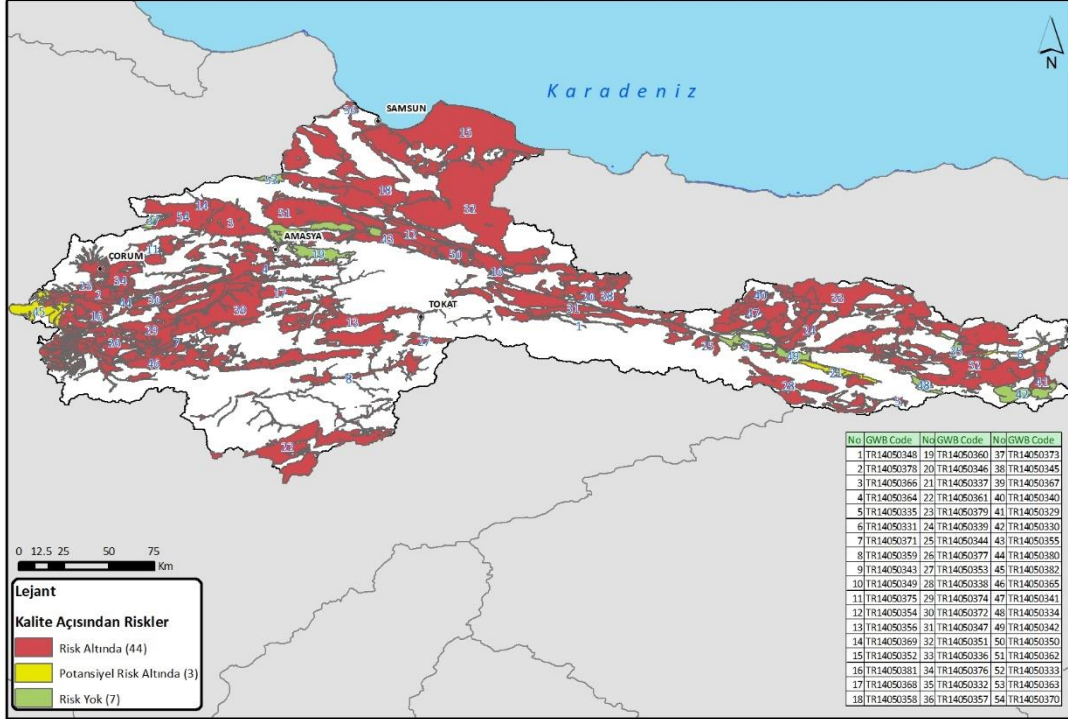 Karadeniz
N
SAMSUN
AMASYA
ÇORUM
TOKAT
0 12.5 25 50 75
Km
Lejant
Kalite Açısından Riskler
Risk Altında (44)
Potansiyel Risk Altında (3)
Risk Yok (7)
No GWB Code No GWB Code No GWB Code
1 TR14050348 19 TR14050360 37 TR14050373
2 TR14050378 20 TR14050346 38 TR14050345
3 TR14050366 21 TR14050337 39 TR14050367
4 TR14050364 22 TR14050361 40 TR14050340
5 TR14050335 23 TR14050379 41 TR14050329
6 TR14050331 24 TR14050339 42 TR14050330
7 TR14050371 25 TR14050344 43 TR14050355
8 TR14050359 26 TR14050377 44 TR14050380
9 TR14050343 27 TR14050353 45 TR14050382
10 TR14050349 28 TR14050338 46 TR14050365
11 TR14050375 29 TR14050374 47 TR14050341
12 TR14050354 30 TR14050372 48 TR14050334
13 TR14050356 31 TR14050347 49 TR14050342
14 TR14050369 32 TR14050351 50 TR14050350
15 TR14050352 33 TR14050336 51 TR14050362
16 TR14050381 34 TR14050376 52 TR14050333
17 TR14050368 35 TR14050332 53 TR14050363
18 TR14050358 36 TR14050357 54 TR14050370